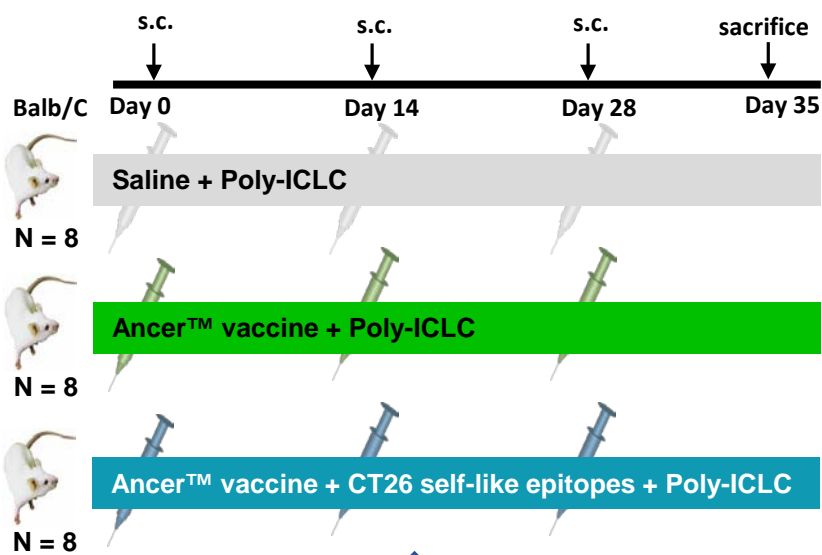 s.c. s.c. s.c. sacrifice
Balb/C Day 0 Day 14 Day 28 Day 35
Saline + Poly-ICLC
N = 8
Ancer™ vaccine + Poly-ICLC
N = 8
Ancer™ vaccine + CT26 self-like epitopes + Poly-ICLC
N = 8